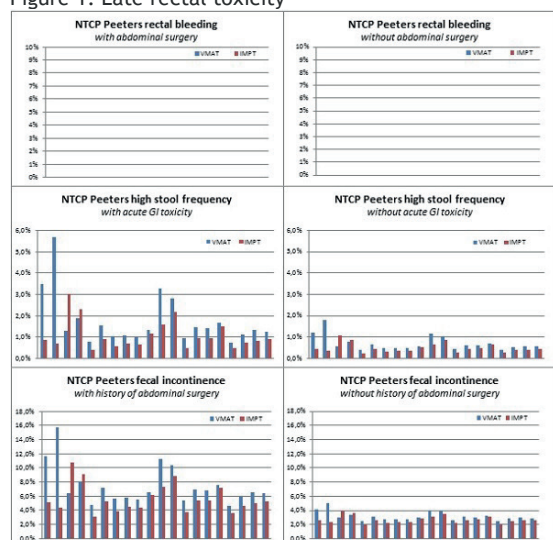 Figure 1: Late rectal toxicity
NTCP Peeters rectal bleeding
with abdominal surgery
VMAT IMPT
10%
9%
8%
7%
6%
5%
4%
3%
2%
1%
0%
NTCP Peeters rectal bleeding
without abdominal surgery
VMAT IMPT
10%
9%
8%
7%
6%
5%
4%
3%
2%
1%
0%
NTCP Peeters high stool frequency
with acute GI toxicity
VMAT IMPT
6,0%
5,0%
4,0%
3,0%
2,0%
1,0%
0,0%
NTCP Peeters high stool frequency
without acute GI toxicity
VMAT IMPT
6,0%
5,0%
4,0%
3,0%
2,0%
1,0%
0,0%
NTCP Peeters fecal incontinence
with history of abdominal surgery
VMAT IMPT
18,0%
16,0%
14,0%
12,0%
10,0%
8,0%
6,0%
4,0%
2,0%
0,0%
NTCP Peeters fecal incontinence
without history of abdominal surgery
VMAT IMPT
18,0%
16,0%
14,0%
12,0%
10,0%
8,0%
6,0%
4,0%
2,0%
0,0%